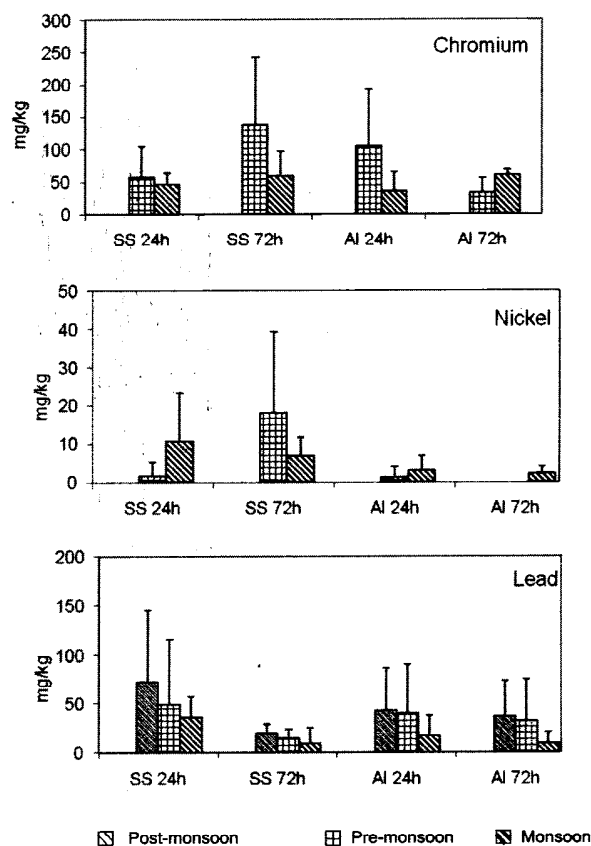 300
250
200
150
100
50
0
mg/kg
Chromium
SS 24h SS 72h Al 24h Al 72h
50
40
30
20
10
0
mg/kg
Nickel
SS 24h SS 72h Al 24h Al 72h
200
150
100
50
0
mg/kg
Lead
SS 24h SS 72h Al 24h Al 72h
Post-monsoon Pre-monsoon Monsoon